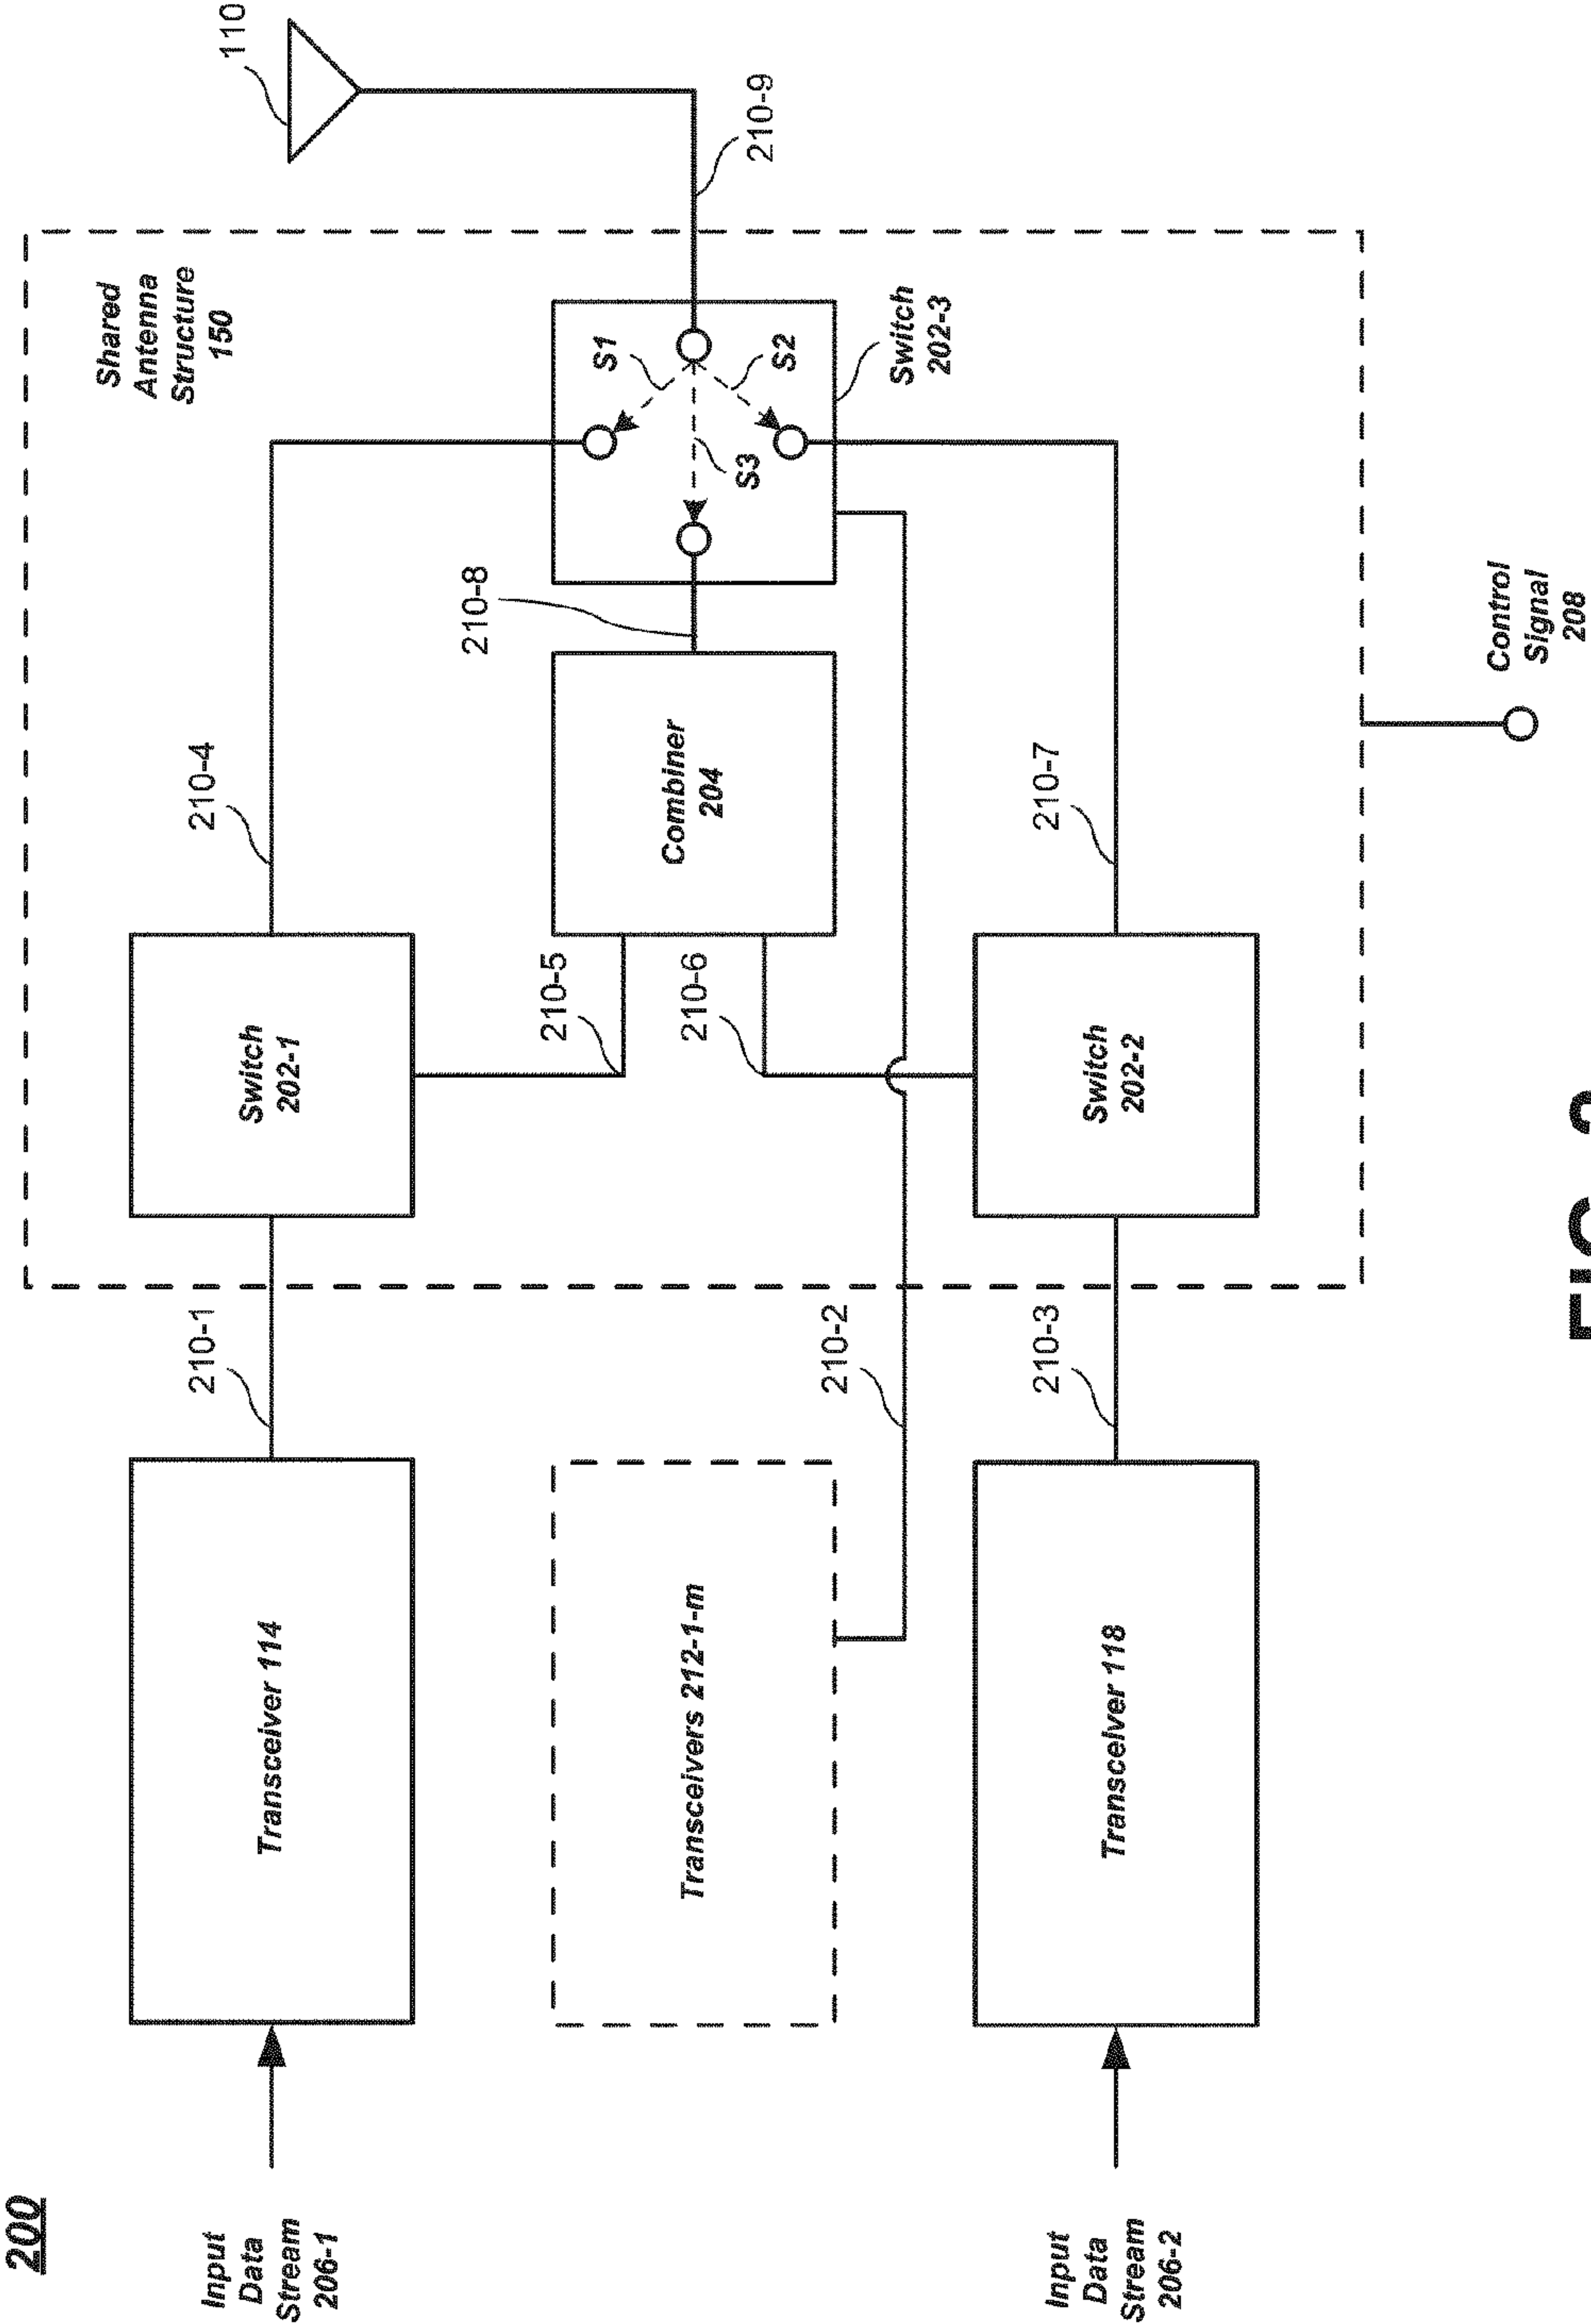 200
Input
Data
Stream
206-1
Transceiver 114
210-1
Switch
202-1
210-4
Shared
Antenna
Structure
150
110
Transceivers 212-1-m
210-2
210-5
210-6
Combiner
204
210-8
S1
S3
S2
Switch
202-3
210-9
Input
Data
Stream
206-2
Transceiver 118
210-3
Switch
202-2
210-7
Control
Signal
208
FIG.